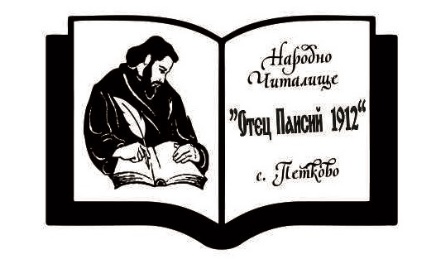 Народно
Читалище
"Отец Паисий 1912"
с. Петково